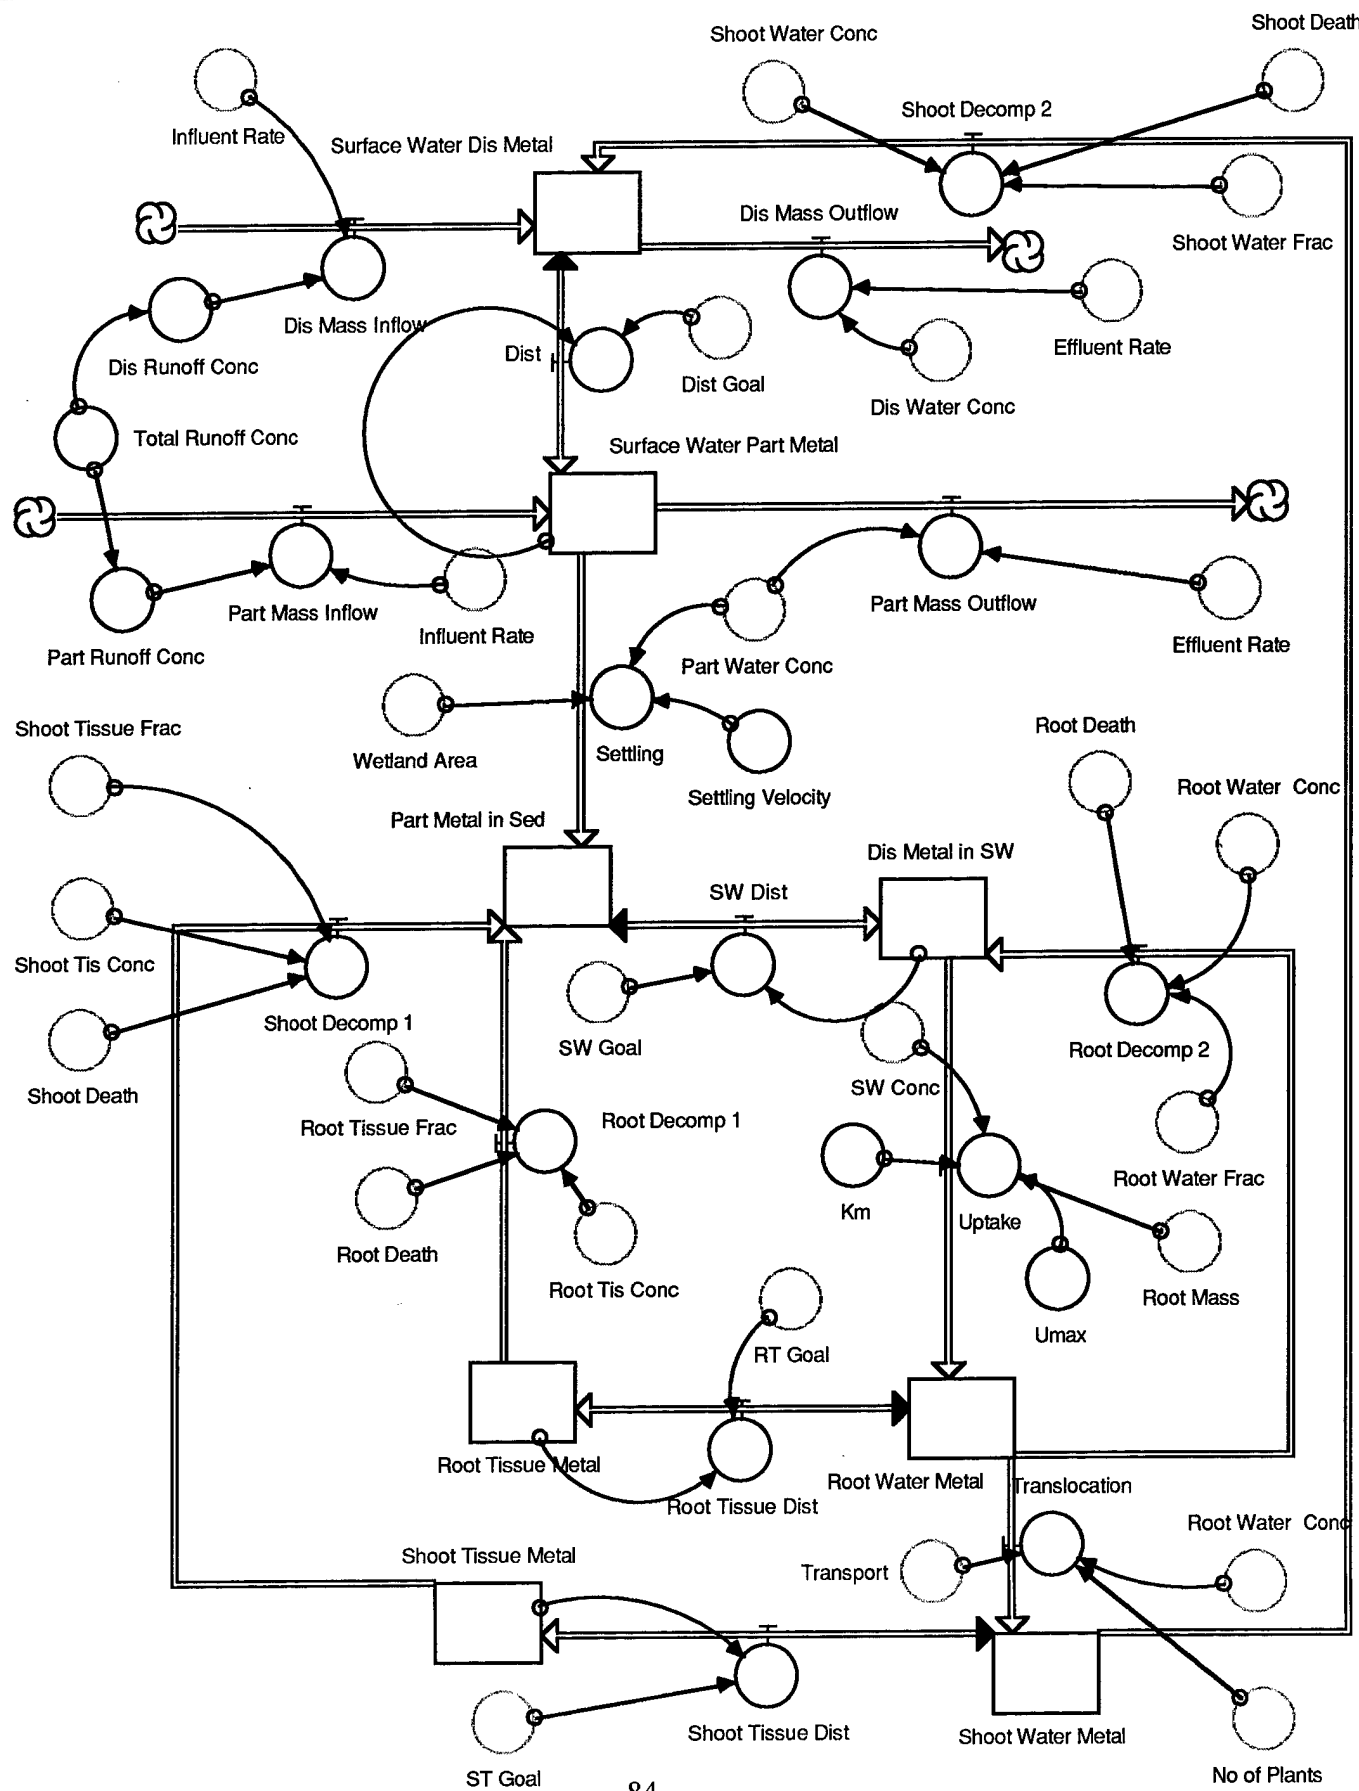 Shoot Death
Shoot Water Conc
Shoot Decomp 2
Influent Rate
Surface Water Dis Metal
Dis Mass Outflow
Shoot Water Frac
Dis Mass Inflow
Effluent Rate
Dist
Dis Runoff Conc
Dist Goal
Dis Water Conc
Total Runoff Conc
Surface Water Part Metal
Part Mass Inflow
Part Mass Outflow
Influent Rate
Effluent Rate
Part Runoff Conc
Part Water Conc
Shoot Tissue Frac
Root Death
Wetland Area
Settling
Root Water Conc
Settling Velocity
Part Metal in Sed
Dis Metal in SW
SW Dist
Shoot Tis Conc
Shoot Decomp 1
SW Goal
Root Decomp 2
SW Conc
Shoot Death
Root Tissue Frac
Root Decomp 1
Root Water Frac
Km
Uptake
Root Death
Root Tis Conc
Root Mass
Umax
RT Goal
Root Tissue Metal
Root Water Metal
Translocation
Root Tissue Dist
Root Water Conc
Shoot Tissue Metal
Transport
Shoot Tissue Dist
Shoot Water Metal
ST Goal
No of Plants
84